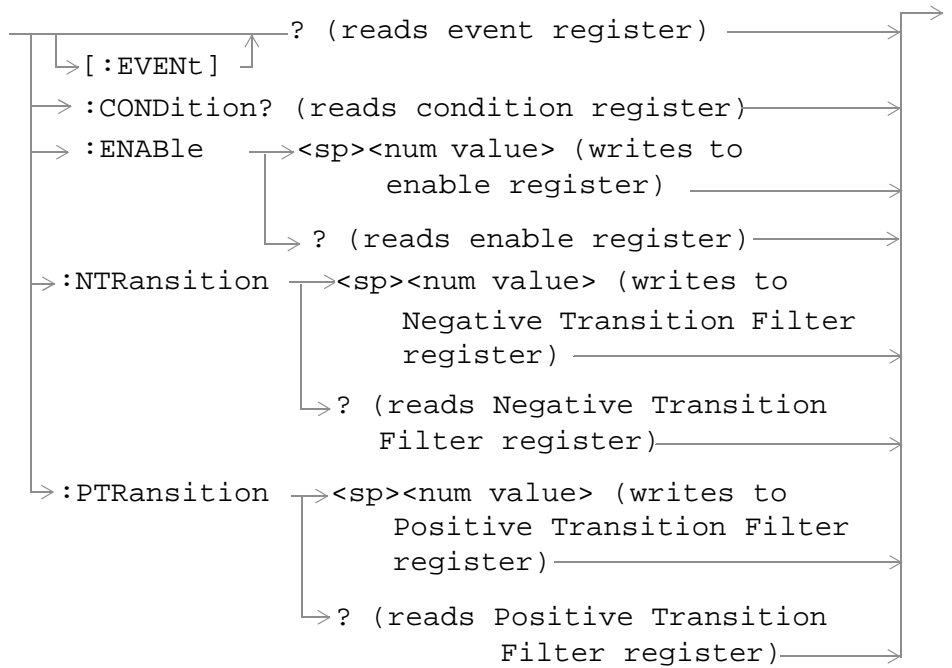 ? (reads event register)
[:EVENt]
:CONDition? (reads condition register)
:ENABle <sp><num value> (writes to
enable register)
? (reads enable register)
:NTRansition <sp><num value> (writes to
Negative Transition Filter
register)
? (reads Negative Transition
Filter register)
:PTRansition <sp><num value> (writes to
Positive Transition Filter
register)
? (reads Positive Transition
Filter register)